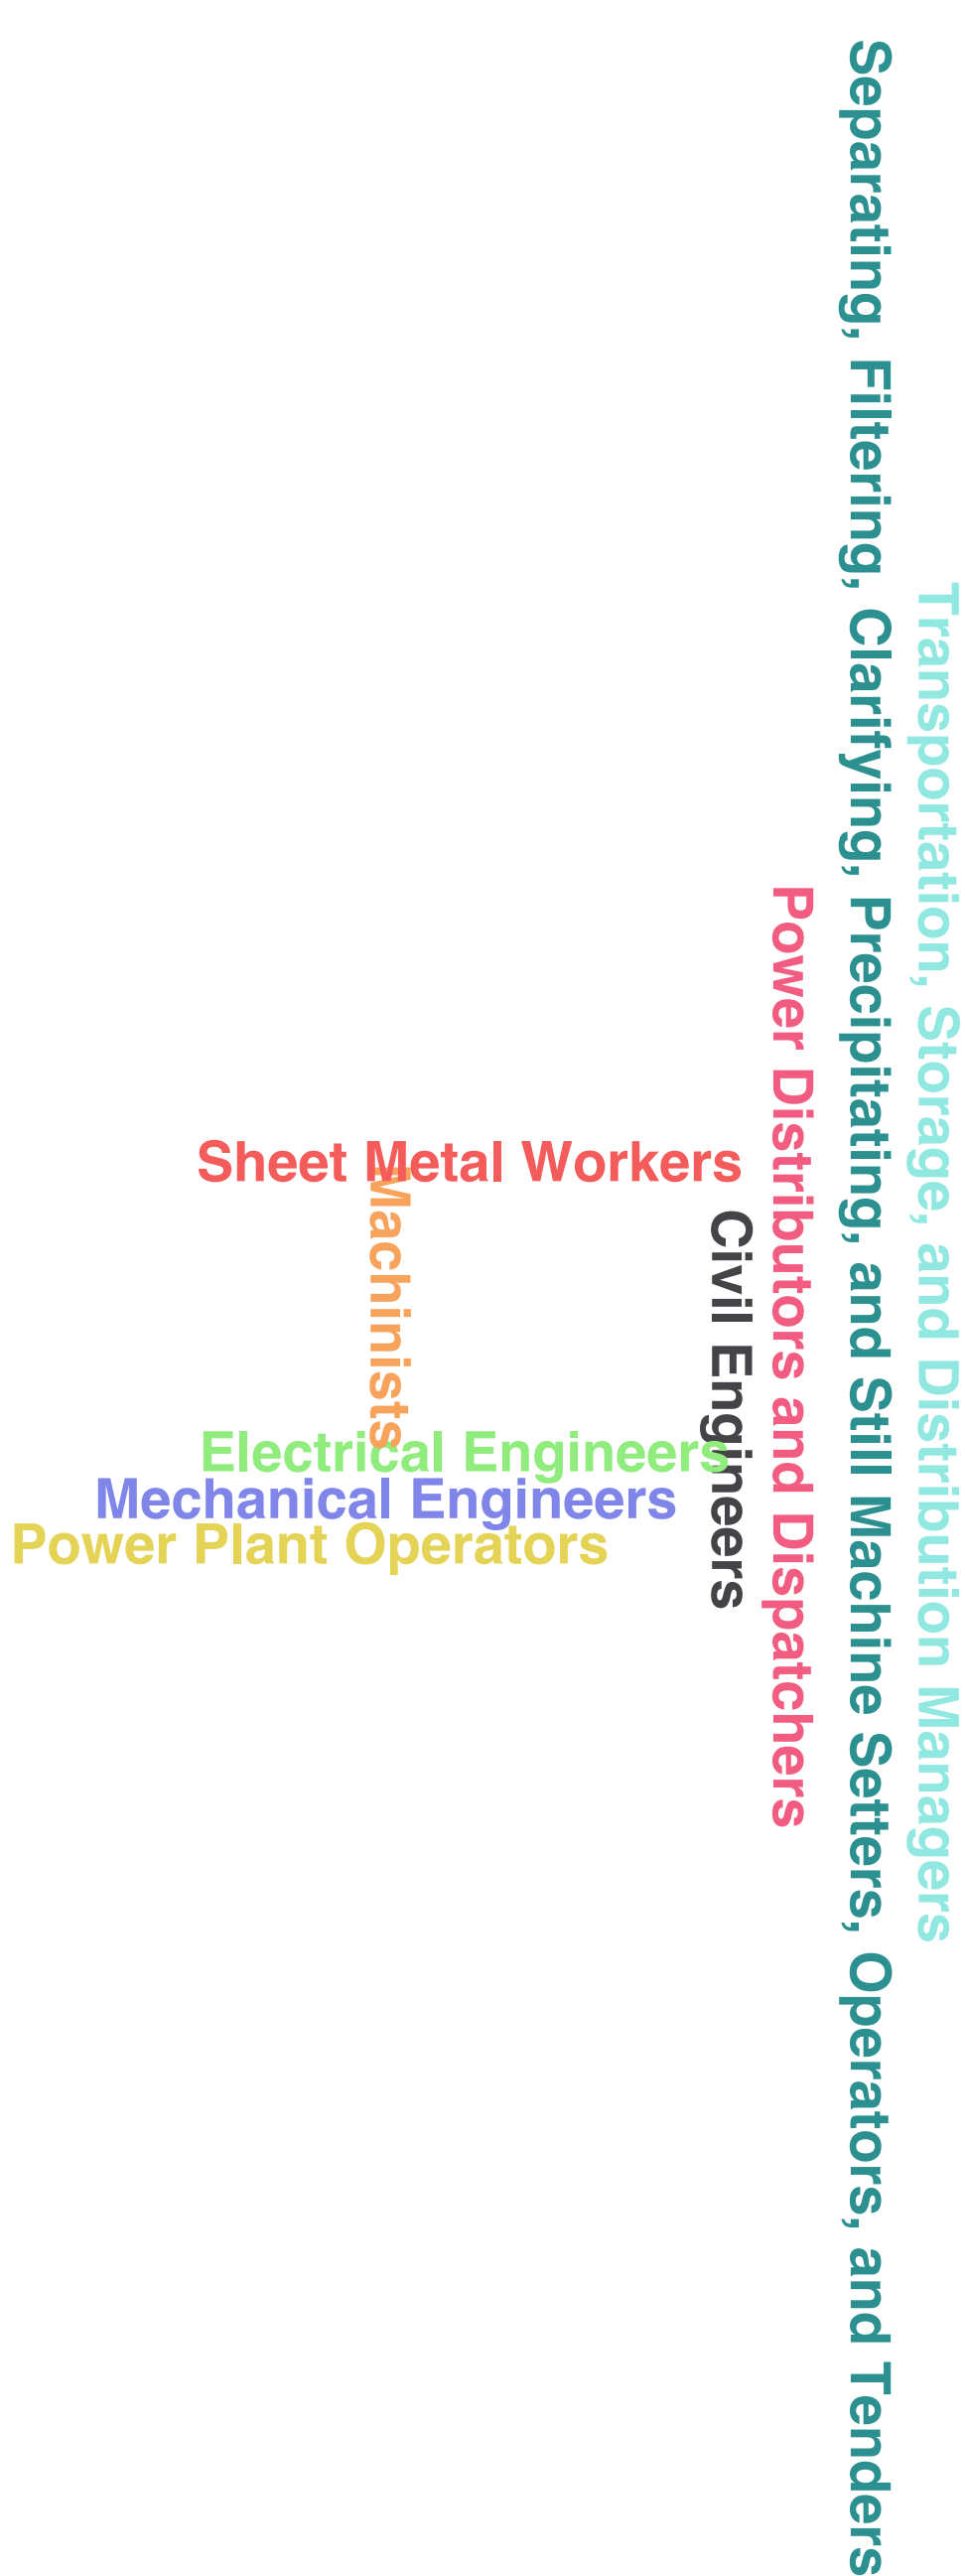 Sheet Metal Workers
Machinists
Electrical Engineers
Mechanical Engineers
Power Plant Operators
Civil Engineers
Power Distributors and Dispatchers
Separating, Filtering, Clarifying, Precipitating, and Still Machine Setters, Operators, and Tenders
Transportation, Storage, and Distribution Managers